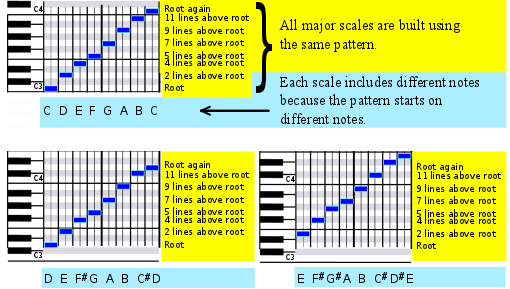 C4
Root again
11 lines above root
9 lines above root
7 lines above root
5 lines above root
4 lines above root
2 lines above root
Root
C3
C D E F G A B C
All major scales are built using
the same pattern.
Each scale includes different notes
because the pattern starts on
different notes.
Root again
11 lines above root
C4
9 lines above root
7 lines above root
5 lines above root
4 lines above root
2 lines above root
Root
C3
D E F# G A B C# D
Root again
11 lines above root
C4
9 lines above root
7 lines above root
5 lines above root
4 lines above root
2 lines above root
Root
C3
E F# G# A B C# D# E